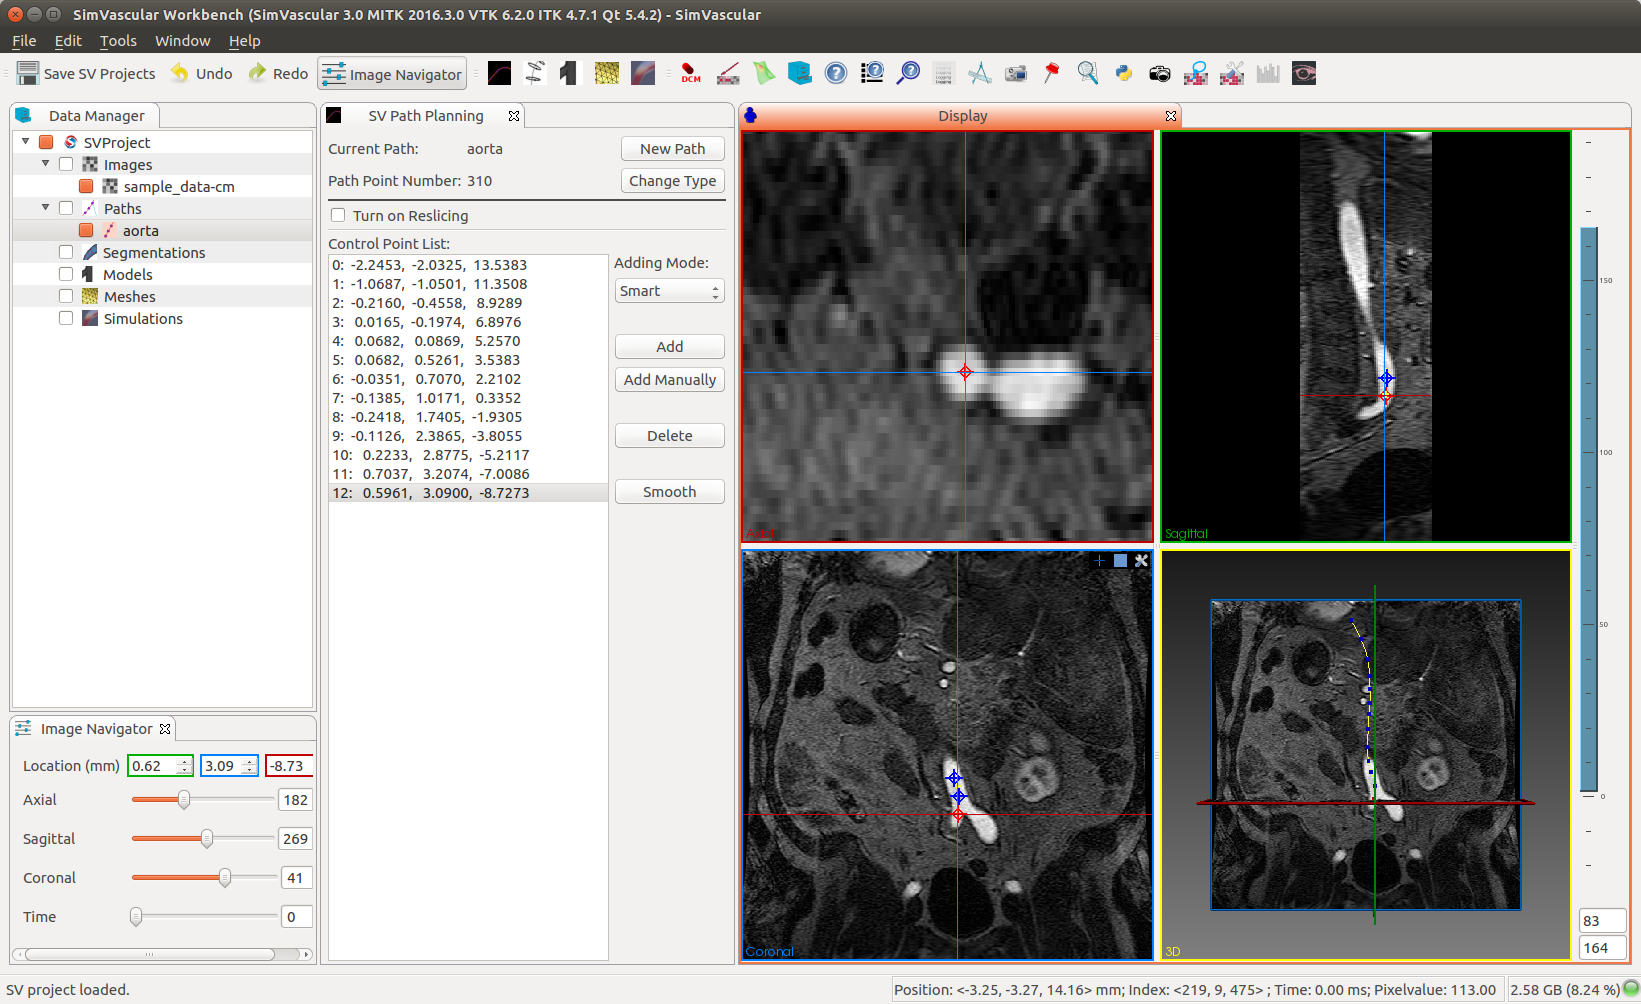 SimVascular Workbench (SimVascular 3.0 MITK 2016.3.0 VTK 6.2.0 ITK 4.7.1 Qt 5.4.2) - SimVascular
File Edit Tools Window Help
Save SV Projects Undo Redo Image Navigator DCM
Data Manager
SVProject
Images
sample_data-cm
Paths
aorta
Segmentations
Models
Meshes
Simulations
Image Navigator
Location (mm) 0.62 3.09 -8.73
Axial 182
Sagittal 269
Coronal 41
Time 0
SV Path Planning
Current Path: aorta New Path
Path Point Number: 310 Change Type
Turn on Reslicing
Control Point List:
0: -2.2453, -2.0325, 13.5383
1: -1.0687, -1.0501, 11.3508
2: -0.2160, -0.4558, 8.9289
3: 0.0165, -0.1974, 6.8976
4: 0.0682, 0.0869, 5.2570
5: 0.0682, 0.5261, 3.5383
6: -0.0351, 0.7070, 2.2102
7: -0.1385, 1.0171, 0.3352
8: -0.2418, 1.7405, -1.9305
9: -0.1126, 2.3865, -3.8055
10: 0.2233, 2.8775, -5.2117
11: 0.7037, 3.2074, -7.0086
12: 0.5961, 3.0900, -8.7273
Adding Mode:
Smart
Add
Add Manually
Delete
Smooth
Display
Axial
Sagittal
Coronal
3D
150
100
50
0
83
164
SV project loaded.
Position: <-3.25, -3.27, 14.16> mm; Index: <219, 9, 475> ; Time: 0.00 ms; Pixelvalue: 113.00
2.58 GB (8.24 %)